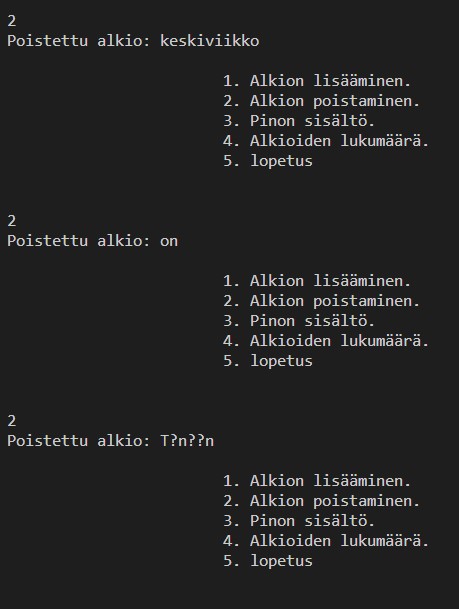 2
Poistettu alkio: keskiviikko
1. Alkion lisääminen.
2. Alkion poistaminen.
3. Pinon sisältö.
4. Alkioiden lukumäärä.
5. lopetus
2
Poistettu alkio: on
1. Alkion lisääminen.
2. Alkion poistaminen.
3. Pinon sisältö.
4. Alkioiden lukumäärä.
5. lopetus
2
Poistettu alkio: T?n??n
1. Alkion lisääminen.
2. Alkion poistaminen.
3. Pinon sisältö.
4. Alkioiden lukumäärä.
5. lopetus